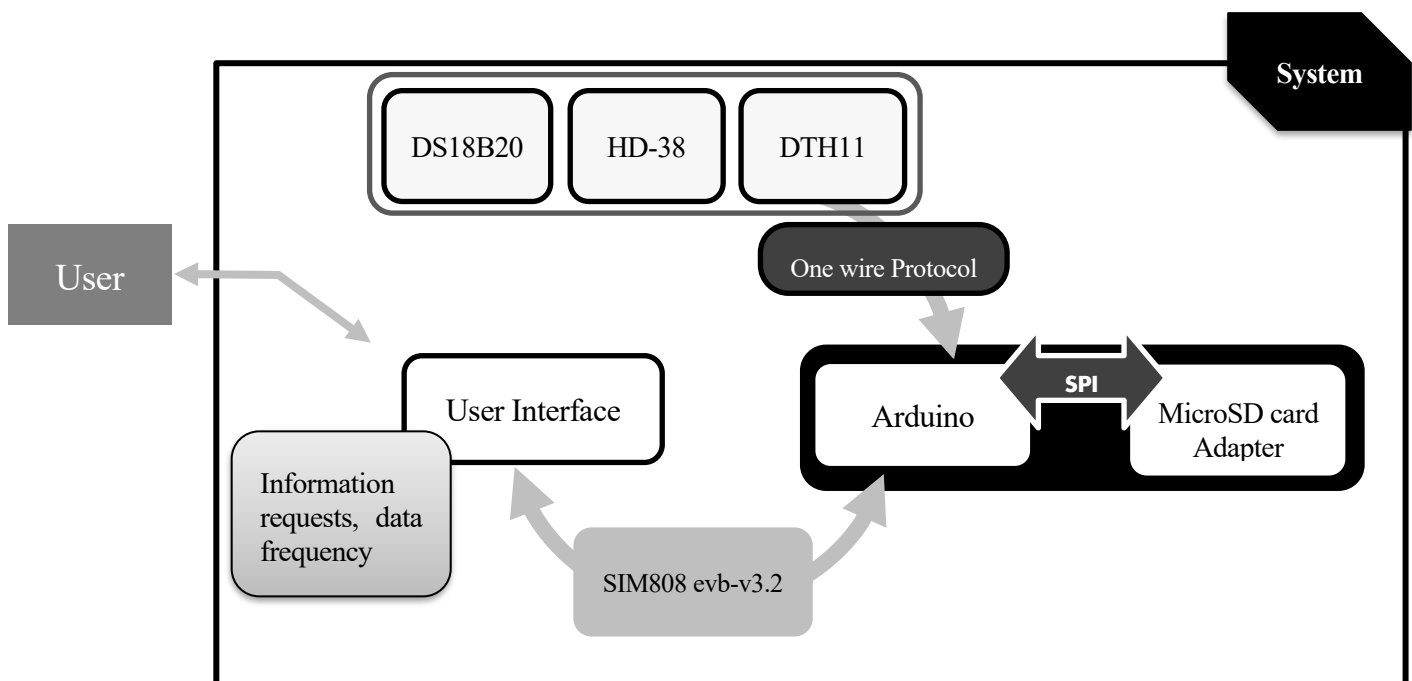 System
DS18B20
HD-38
DTH11
One wire Protocol
User
SPI
User Interface
Arduino
MicroSD card
Adapter
Information
requests, data
frequency
SIM808 evb-v3.2